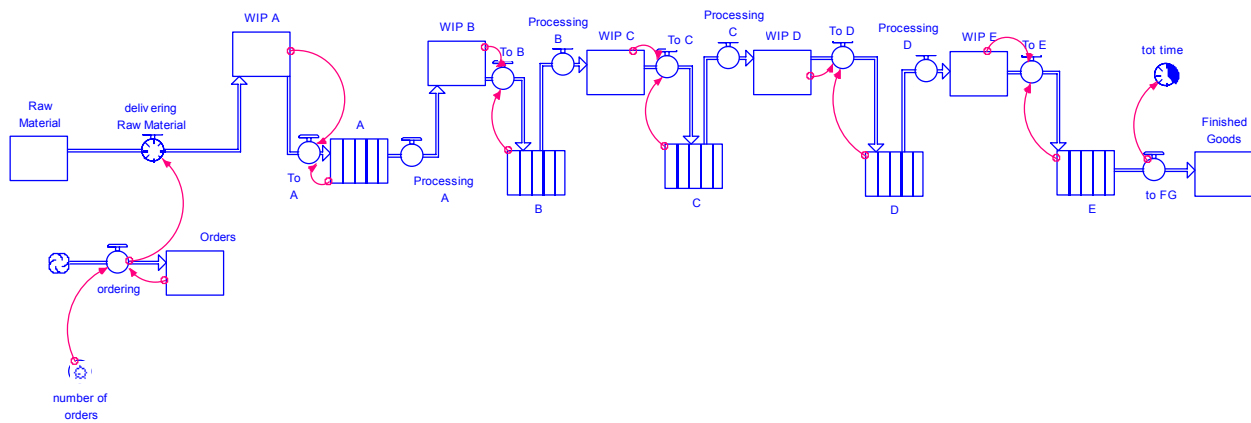 WIP A
Raw
Material
delivering
Raw Material
To
A
A
Processing
A
WIP B
To B
B
Processing
B
WIP C
To C
C
Processing
C
WIP D
To D
D
Processing
D
WIP E
To E
E
tot time
to FG
Finished
Goods
Orders
ordering
number of
orders